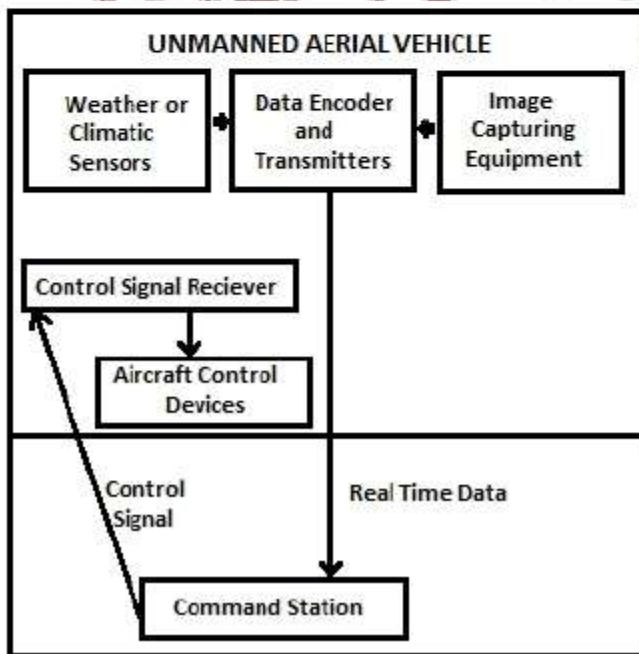 UNMANNED AERIAL VEHICLE
Weather or
Climatic
Sensors
Data Encoder
and
Transmitters
Image
Capturing
Equipment
Control Signal Reciever
Aircraft Control
Devices
Control
Signal
Real Time Data
Command Station